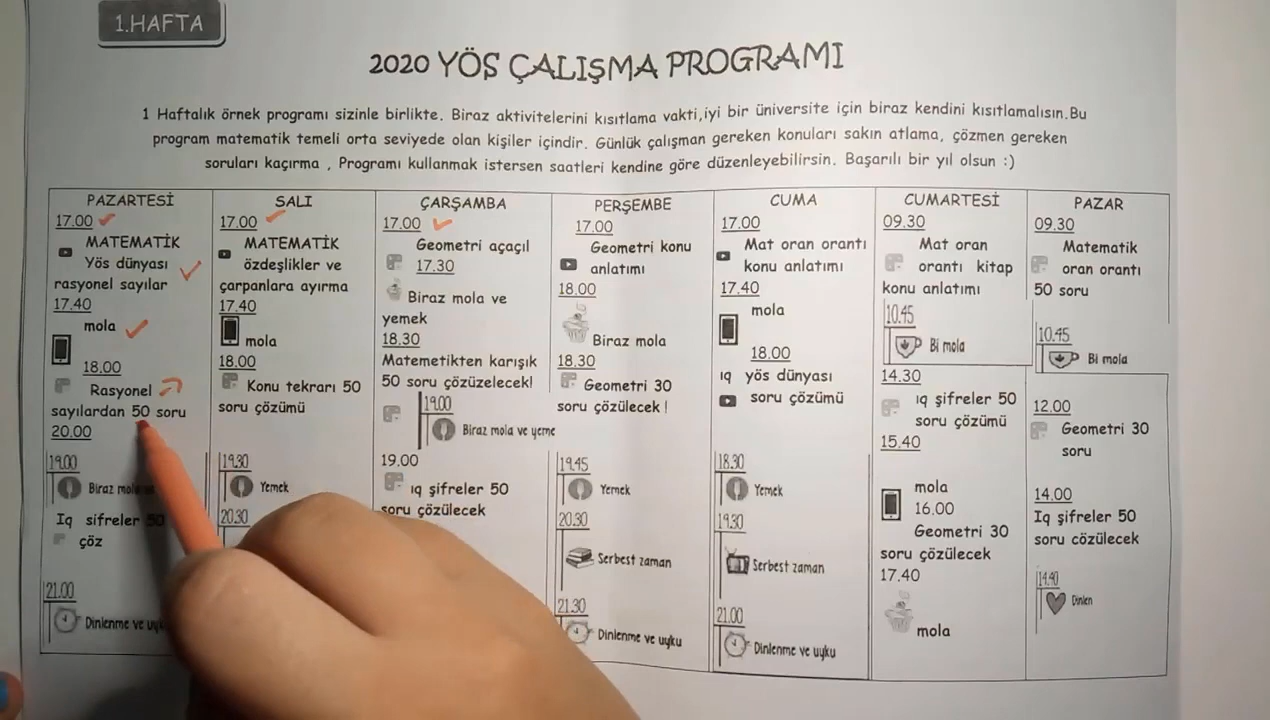 1.HAFTA
2020 YÖS ÇALIŞMA PROGRAMI
1 Haftalık örnek programı sizinle birlikte. Biraz aktivitelerini kısıtlama vakti,iyi bir üniversite için biraz kendini kısıtlamalısın.Bu
program matematik temeli orta seviyede olan kişiler içindir. Günlük çalışman gereken konuları sakın atlama, çözmen gereken
soruları kaçırma , Programı kullanmak istersen saatleri kendine göre düzenleyebilirsin. Başarılı bir yıl olsun :)
PAZARTESİ
17.00
MATEMATİK
Yös dünyası
rasyonel sayılar
17.40
mola
18.00
Rasyonel
sayılardan 50 soru
20.00
19.00
Biraz mola
Iq sifreler 50
çöz
21.00
Dinlenme ve
SALI
17.00
MATEMATİK
özdeşlikler ve
çarpanlara ayırma
17.40
mola
18.00
Konu tekrarı 50
soru çözümü
19.30
Yemek
20.30
ÇARŞAMBA
17.00
Geometri açaçıl
17.30
Biraz mola ve
yemek
18.30
Matemetikten karışık
50 soru çözüzelecek!
19.00
Biraz mola ve yeme
19.00
ıq şifreler 50
soru çözülecek
PERŞEMBE
17.00
Geometri konu
anlatımı
18.00
Biraz mola
18.30
Geometri 30
soru çözülecek !
19.45
Yemek
20.30
Serbest zaman
21.30
Dinlenme ve uyku
CUMA
17.00
Mat oran orantı
konu anlatımı
17.40
mola
18.00
ıq yös dünyası
soru çözümü
18.30
Yemek
19.30
Serbest zaman
21.00
Dinlenme ve uyku
CUMARTESİ
09.30
Mat oran
orantı kitap
konu anlatımı
10.45
Bi mola
14.30
ıq şifreler 50
soru çözümü
15.40
mola
16.00
Geometri 30
soru çözülecek
17.40
mola
PAZAR
09.30
Matematik
oran orantı
50 soru
10.45
Bi mola
12.00
Geometri 30
soru
14.00
Iq şifreler 50
soru cözülecek
14.40
Dinlen